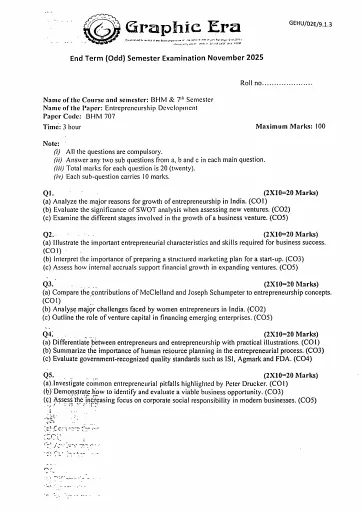 GEHU/02E/9.1.3
Graphic Era
End Term (Odd) Semester Examination November 2025
Roll no.....................
Name of the Course and semester: BHM & 7th Semester
Name of the Paper: Entrepreneurship Development
Paper Code: BHM 707
Time: 3 hour Maximum Marks: 100
Note:
(i) All the questions are compulsory.
(ii) Answer any two sub questions from a, b and c in each main question.
(iii) Total marks for each question is 20 (twenty).
(iv) Each sub-question carries 10 marks.
Q1. (2X10=20 Marks)
(a) Analyze the major reasons for growth of entrepreneurship in India. (CO1)
(b) Evaluate the significance of SWOT analysis when assessing new ventures. (CO2)
(c) Examine the different stages involved in the growth of a business venture. (CO5)
Q2. (2X10=20 Marks)
(a) Illustrate the important entrepreneurial characteristics and skills required for business success.
(CO1)
(b) Interpret the importance of preparing a structured marketing plan for a start-up. (CO3)
(c) Assess how internal accruals support financial growth in expanding ventures. (CO5)
Q3. (2X10=20 Marks)
(a) Compare the contributions of McClelland and Joseph Schumpeter to entrepreneurship concepts.
(CO1)
(b) Analyse major challenges faced by women entrepreneurs in India. (CO2)
(c) Outline the role of venture capital in financing emerging enterprises. (CO5)
Q4. (2X10=20 Marks)
(a) Differentiate between entrepreneurs and entrepreneurship with practical illustrations. (CO1)
(b) Summarize the importance of human resource planning in the entrepreneurial process. (CO3)
(c) Evaluate government-recognized quality standards such as ISI, Agmark and FDA. (CO4)
Q5. (2X10=20 Marks)
(a) Investigate common entrepreneurial pitfalls highlighted by Peter Drucker. (CO1)
(b) Demonstrate how to identify and evaluate a viable business opportunity. (CO3)
(c) Assess the increasing focus on corporate social responsibility in modern businesses. (CO5)